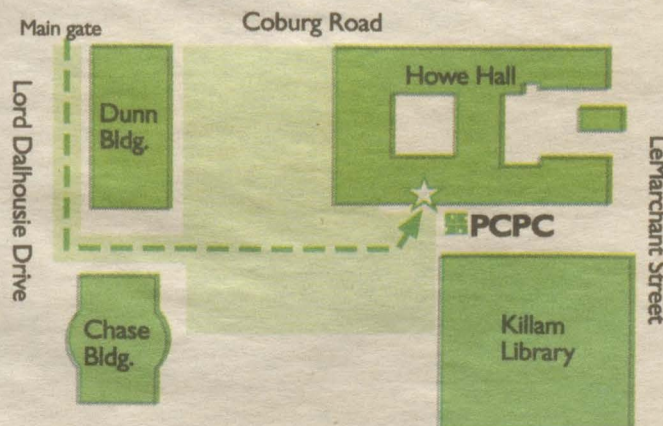 Coburg Road
Main gate
Lord Dalhousie Drive
Dunn
Bldg.
Howe Hall
LeMarchant Street
PCPC
Chase
Bldg.
Killam
Library